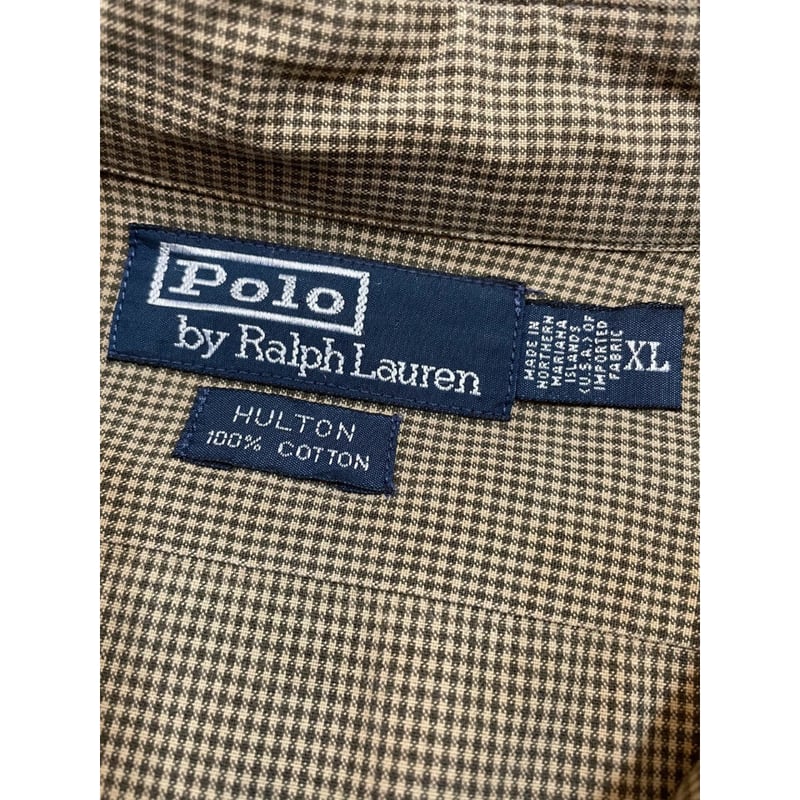 Polo
by Ralph Lauren
MADE IN
NORTHERN
MARIANA
ISLANDS
(U.S.A.) OF
IMPORTED
FABRIC
XL
HULTON
100% COTTON